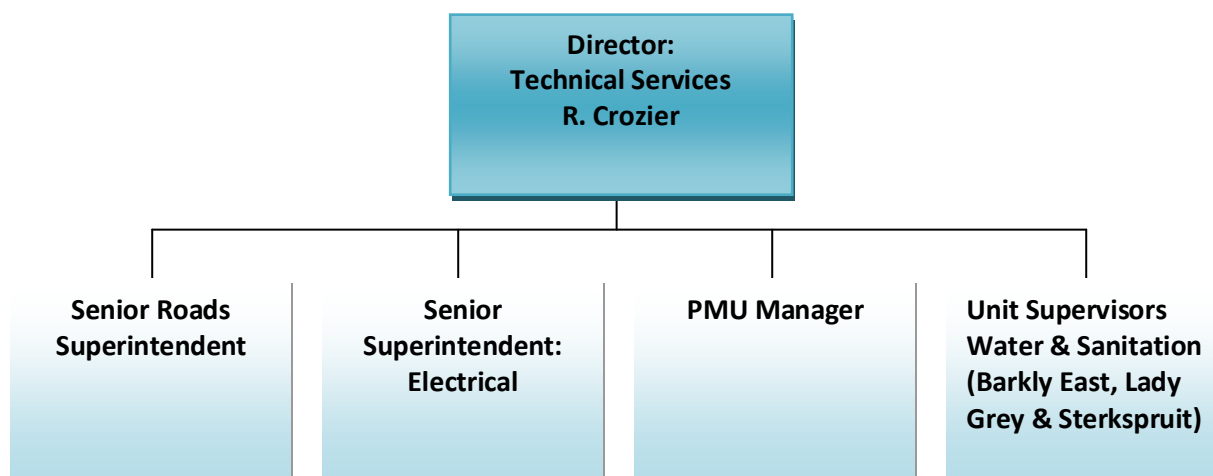 Director:
Technical Services
R. Crozier
Senior Roads
Superintendent
Senior
Superintendent:
Electrical
PMU Manager
Unit Supervisors
Water & Sanitation
(Barkly East, Lady
Grey & Sterkspruit)